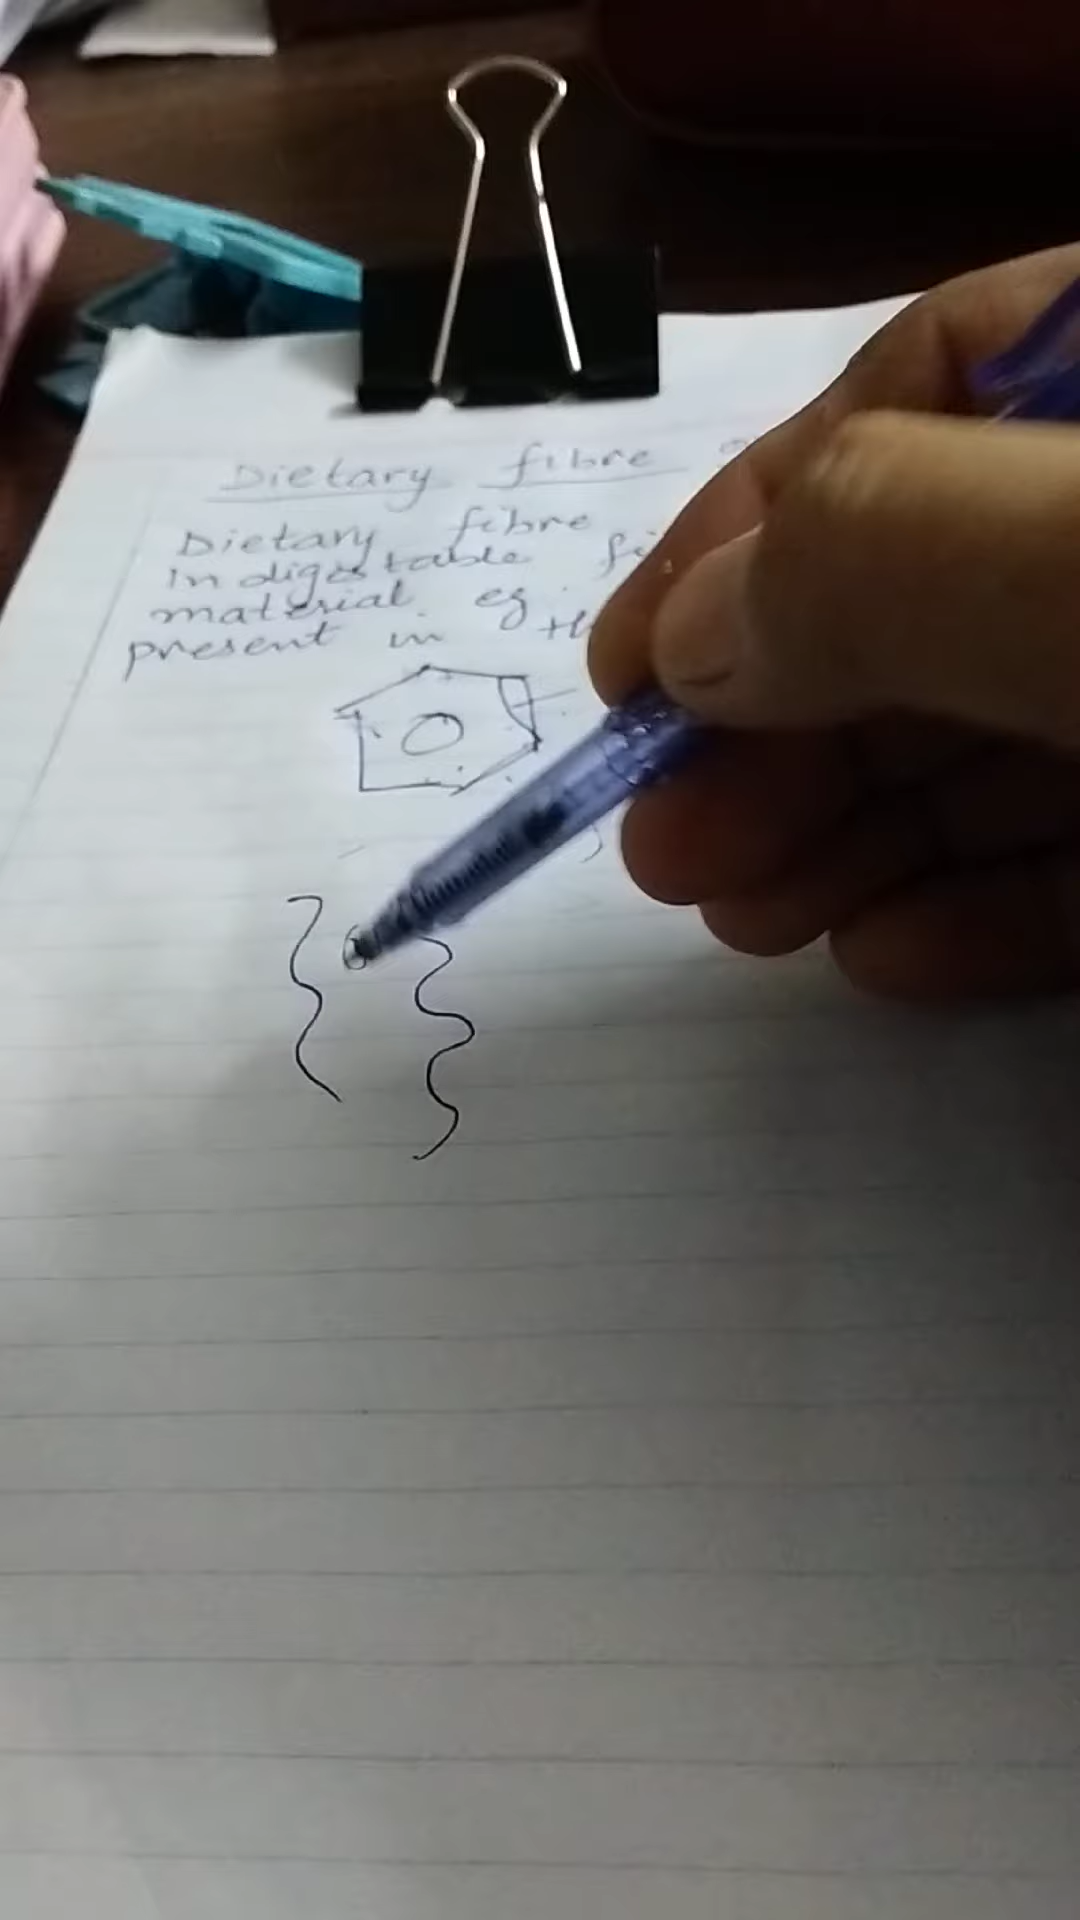 Dietary fibre
Dietary fibre
Indigestable
material. eg.
present in